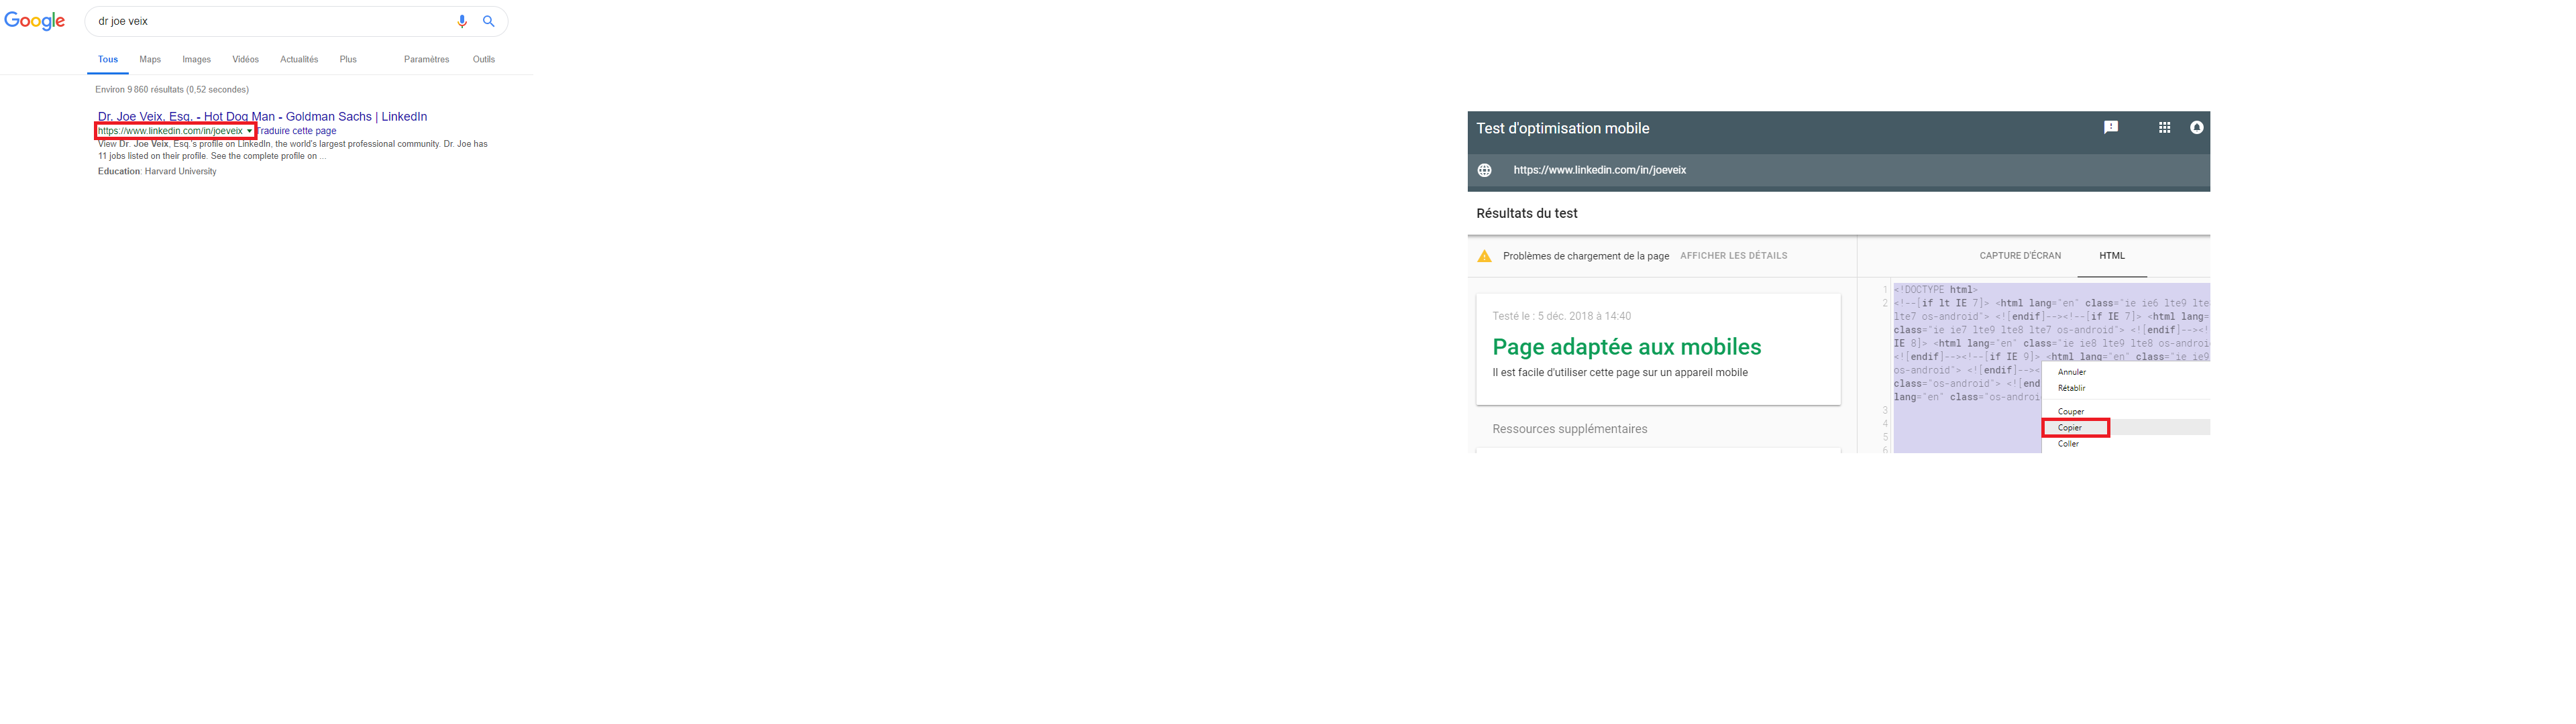 Google
dr joe veix
Tous Maps Images Vidéos Actualités Plus Paramètres Outils
Environ 9 860 résultats (0,52 secondes)
Dr. Joe Veix, Esq. - Hot Dog Man - Goldman Sachs | LinkedIn
https://www.linkedin.com/in/joeveix Traduire cette page
View Dr. Joe Veix, Esq.'s profile on LinkedIn, the world's largest professional community. Dr. Joe has
11 jobs listed on their profile. See the complete profile on ...
Education: Harvard University
Test d'optimisation mobile
https://www.linkedin.com/in/joeveix
Résultats du test
Problèmes de chargement de la page AFFICHER LES DÉTAILS
CAPTURE D'ÉCRAN HTML
Testé le : 5 déc. 2018 à 14:40
Page adaptée aux mobiles
Il est facile d'utiliser cette page sur un appareil mobile
Ressources supplémentaires
1 <!DOCTYPE html>
2 <!--[if lt IE 7]> <html lang="en" class="ie ie6 lte9 lte
lte7 os-android"> <![endif]--><!--[if IE 7]> <html lang=
class="ie ie7 lte9 lte8 lte7 os-android"> <![endif]--><!
IE 8]> <html lang="en" class="ie ie8 lte9 lte8 os-androi
<![endif]--><!--[if IE 9]> <html lang="en" class="ie ie9
os-android"> <![endif]--><
class="os-android"> <![end
lang="en" class="os-androi
3
4
5
6
Annuler
Rétablir
Couper
Copier
Coller